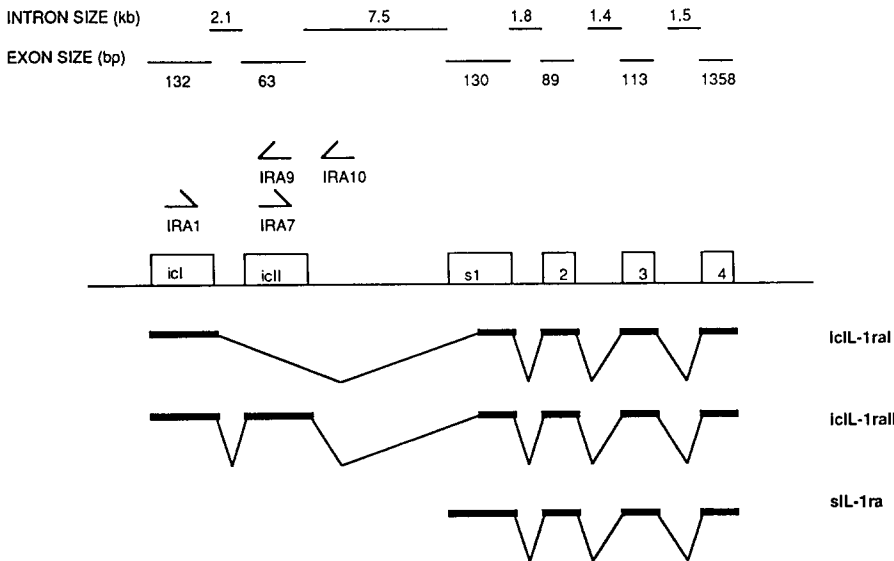 INTRON SIZE (kb) 2.1 7.5 1.8 1.4 1.5
EXON SIZE (bp)
132 63 130 89 113 1358
IRA9 IRA10
IRA1 IRA7
icI icII s1 2 3 4
icIL-1raI
icIL-1raII
sIL-1ra